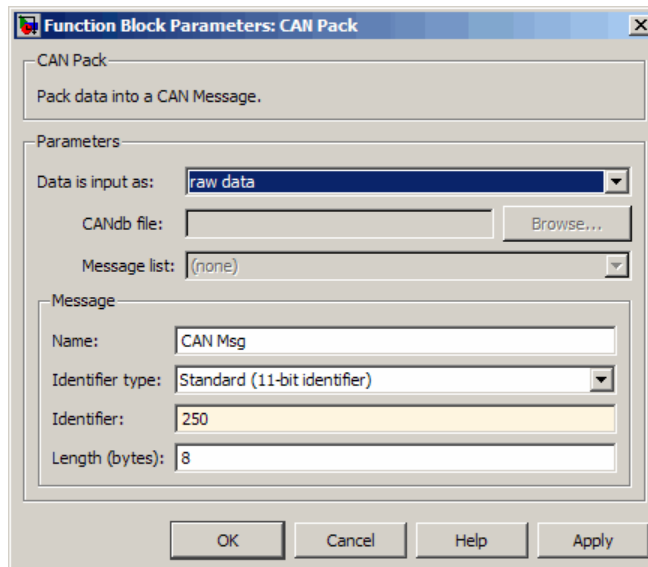 Function Block Parameters: CAN Pack
CAN Pack
Pack data into a CAN Message.
Parameters
Data is input as: raw data
CANdb file: Browse...
Message list: (none)
Message
Name: CAN Msg
Identifier type: Standard (11-bit identifier)
Identifier: 250
Length (bytes): 8
OK Cancel Help Apply